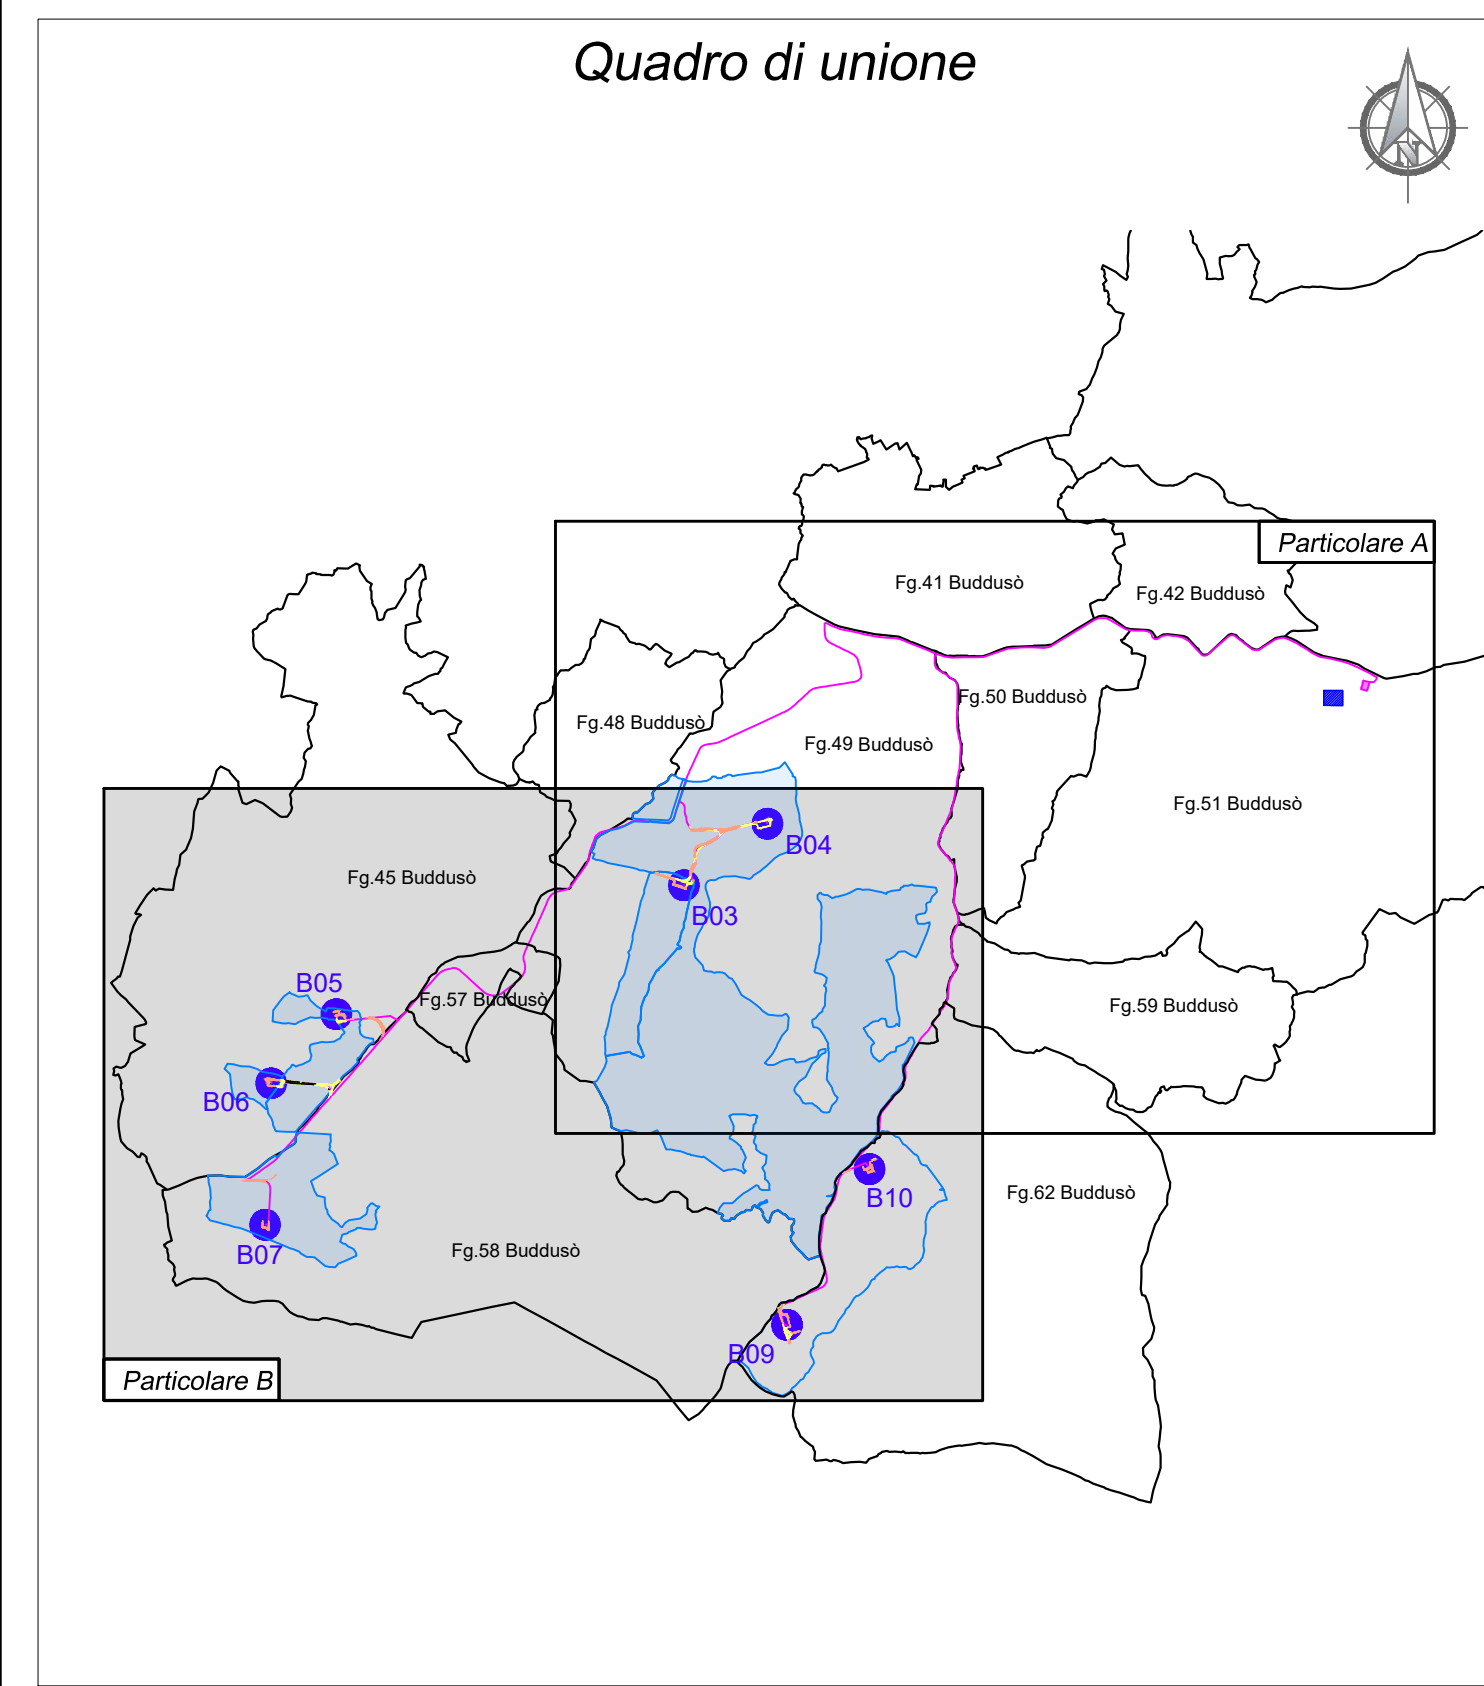 Quadro di unione
N
Particolare A
Fg.41 Buddusò
Fg.42 Buddusò
Fg.50 Buddusò
Fg.48 Buddusò
Fg.49 Buddusò
Fg.51 Buddusò
B04
Fg.45 Buddusò
B03
B05
Fg.57 Buddusò
Fg.59 Buddusò
B06
B10
Fg.62 Buddusò
B07
Fg.58 Buddusò
B09
Particolare B